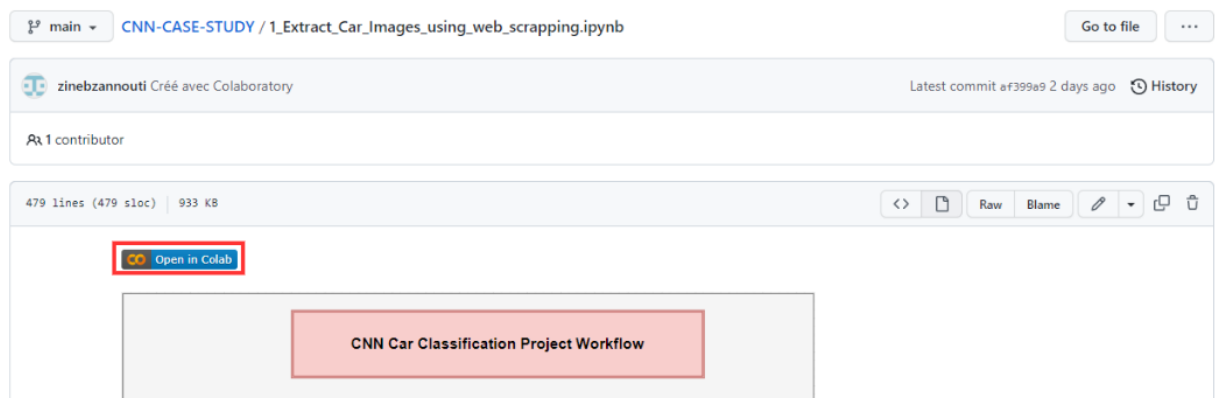 main CNN-CASE-STUDY / 1_Extract_Car_Images_using_web_scrapping.ipynb Go to file ...
zinebzannouti Créé avec Colaboratory Latest commit af399a9 2 days ago History
1 contributor
479 lines (479 sloc) 933 KB <> Raw Blame
Open in Colab
CNN Car Classification Project Workflow